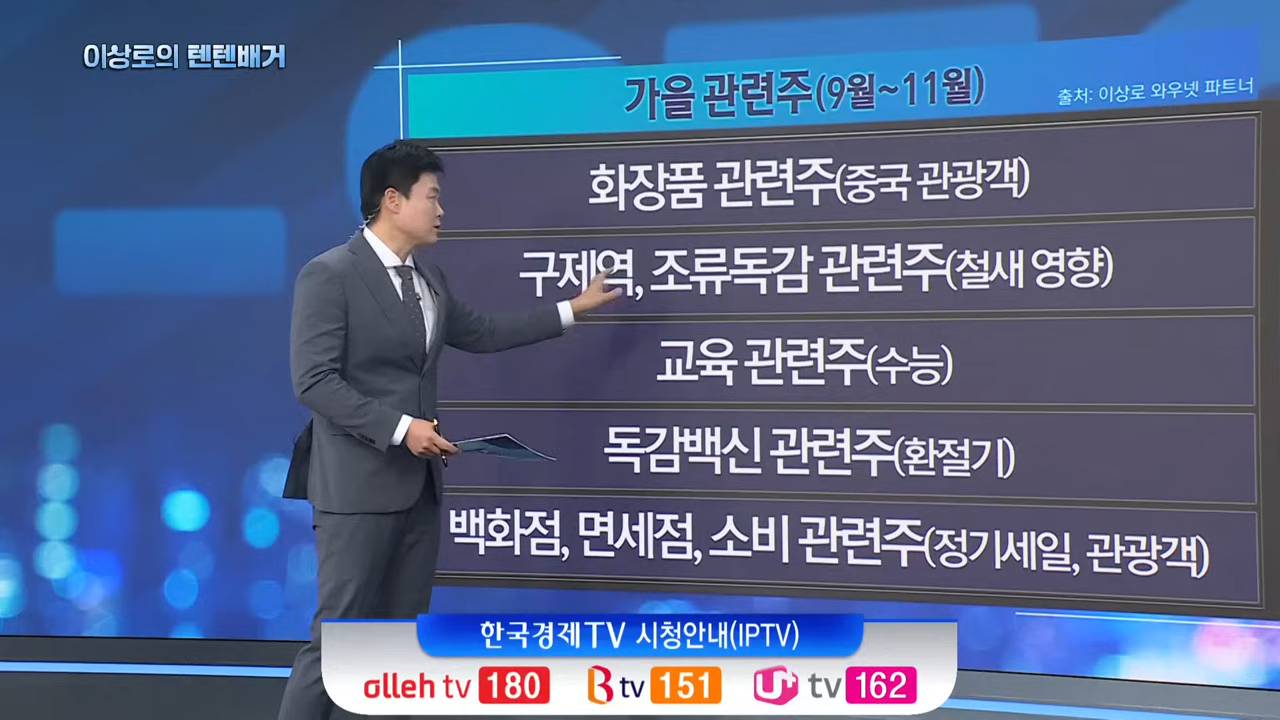 이상로의 텐텐배거
가을 관련주(9월~11월)
출처: 이상로 와우넷 파트너
화장품 관련주(중국 관광객)
구제역, 조류독감 관련주(철새 영향)
교육 관련주(수능)
독감백신 관련주(환절기)
백화점, 면세점, 소비 관련주(정기세일, 관광객)
한국경제TV 시청안내(IPTV)
olleh tv 180 B tv 151 U+ tv 162